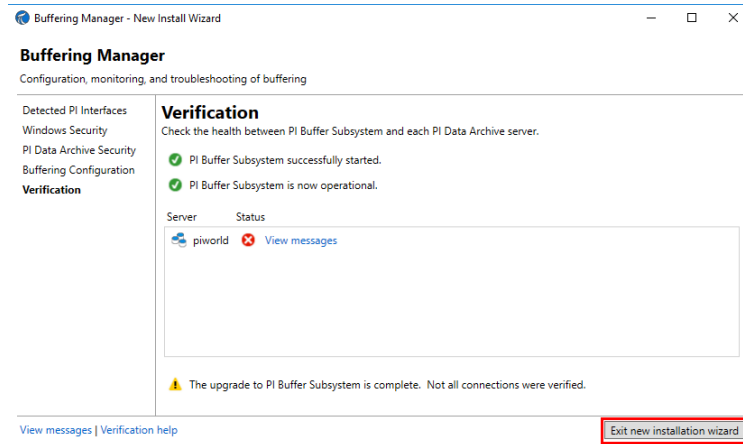 Buffering Manager - New Install Wizard
Buffering Manager
Configuration, monitoring, and troubleshooting of buffering
Detected PI Interfaces
Windows Security
PI Data Archive Security
Buffering Configuration
Verification
Verification
Check the health between PI Buffer Subsystem and each PI Data Archive server.
PI Buffer Subsystem successfully started.
PI Buffer Subsystem is now operational.
Server Status
piworld View messages
The upgrade to PI Buffer Subsystem is complete. Not all connections were verified.
View messages | Verification help
Exit new installation wizard